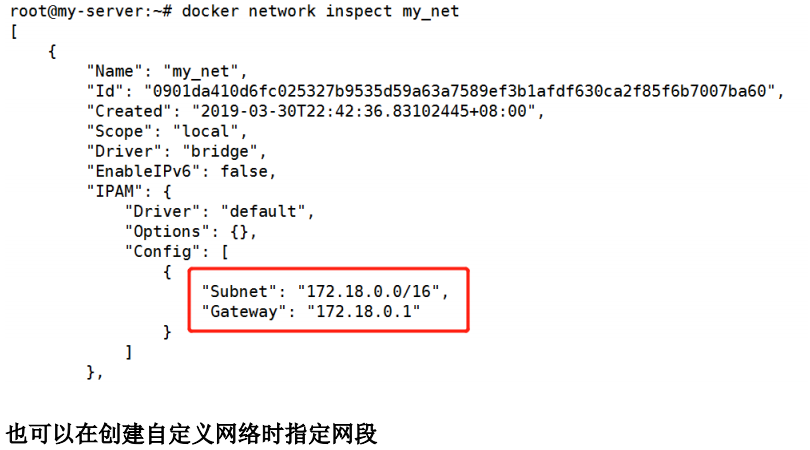 root@my-server:~# docker network inspect my_net
[
    {
        "Name": "my_net",
        "Id": "0901da410d6fc025327b9535d59a63a7589ef3b1afdf630ca2f85f6b7007ba60",
        "Created": "2019-03-30T22:42:36.83102445+08:00",
        "Scope": "local",
        "Driver": "bridge",
        "EnableIPv6": false,
        "IPAM": {
            "Driver": "default",
            "Options": {},
            "Config": [
                {
                    "Subnet": "172.18.0.0/16",
                    "Gateway": "172.18.0.1"
                }
            ]
        },
也可以在创建自定义网络时指定网段